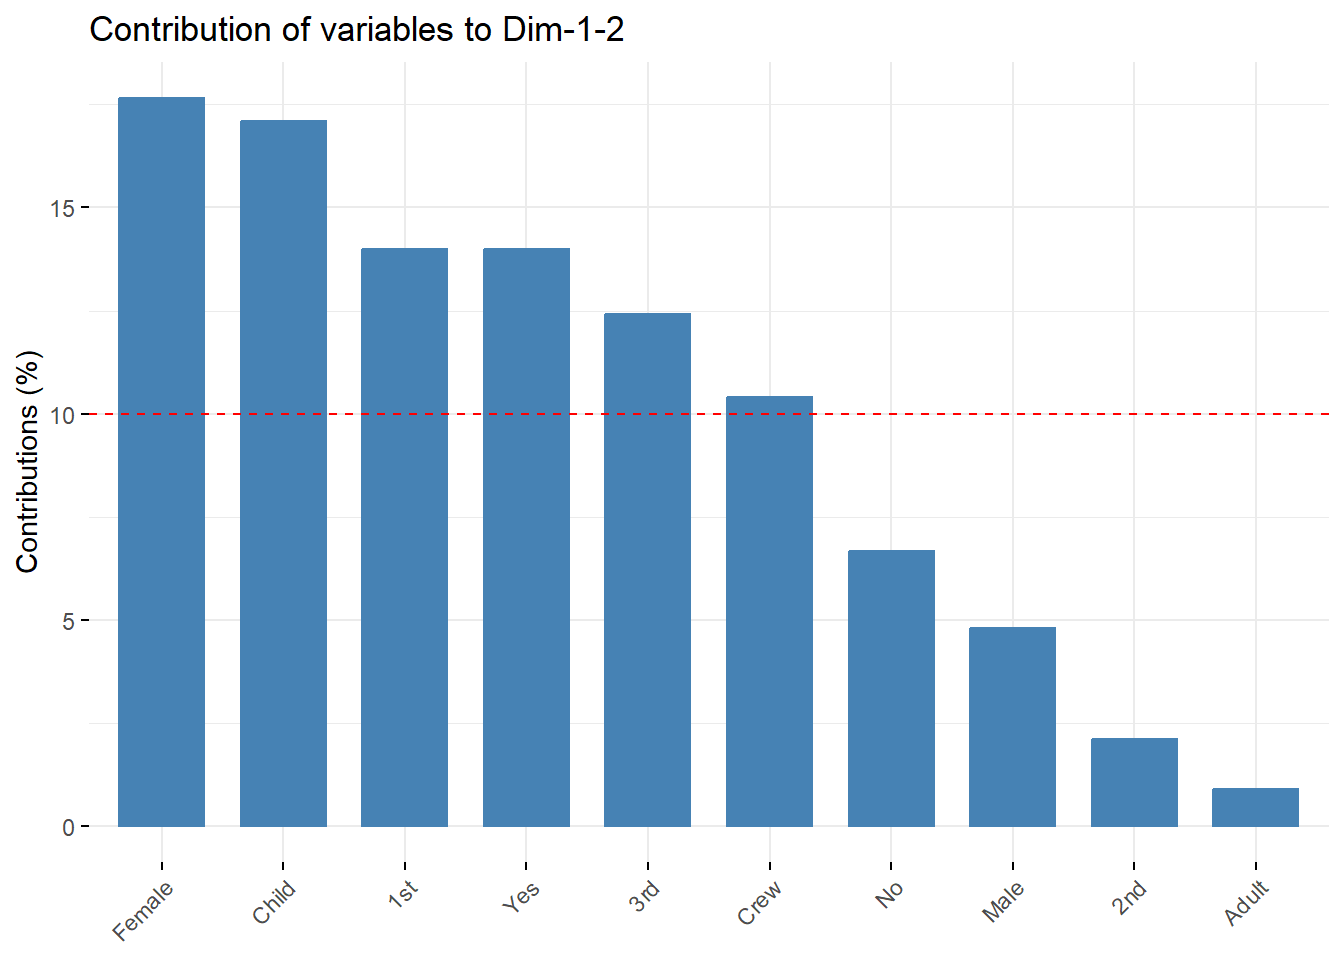 Contribution of variables to Dim-1-2
Contributions (%)
15
10
5
0
Female
Child
1st
Yes
3rd
Crew
No
Male
2nd
Adult